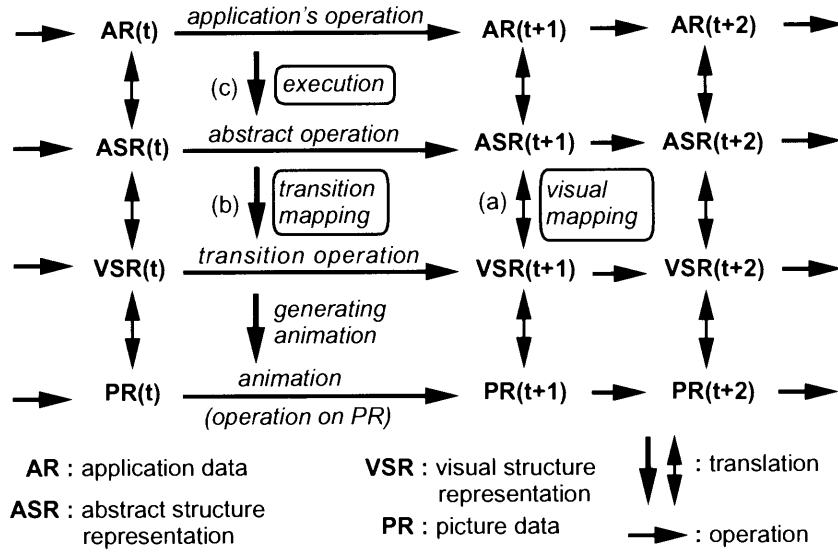 AR(t) application's operation AR(t+1) AR(t+2)
(c) execution
ASR(t) abstract operation ASR(t+1) ASR(t+2)
(b) transition mapping (a) visual mapping
VSR(t) transition operation VSR(t+1) VSR(t+2)
generating
animation
PR(t) animation PR(t+1) PR(t+2)
(operation on PR)
AR : application data
ASR : abstract structure
representation
VSR : visual structure
representation
PR : picture data
: translation
: operation